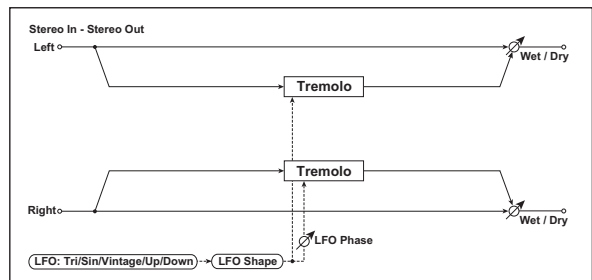 Stereo In - Stereo Out
Left
Wet / Dry
Tremolo
Tremolo
Right
Wet / Dry
LFO Phase
LFO: Tri/Sin/Vintage/Up/Down
LFO Shape